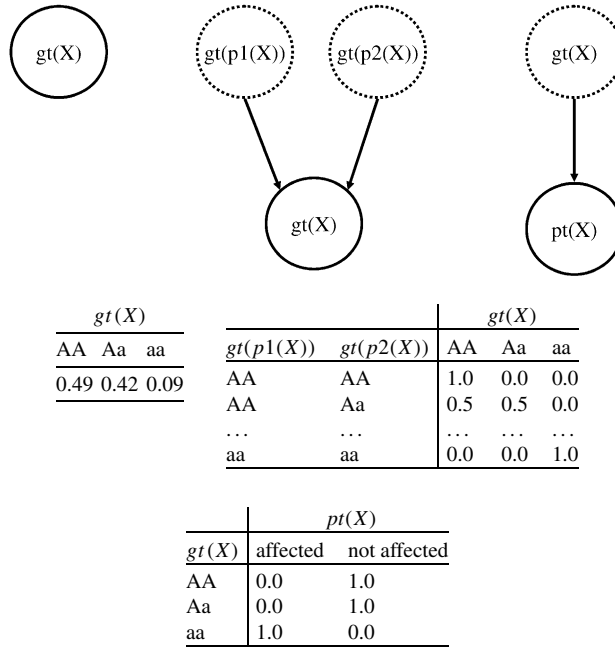 gt(X)
gt(p1(X))
gt(p2(X))
gt(X)
gt(X)
pt(X)
gt(X)
AA Aa aa
0.49 0.42 0.09
gt(X)
gt(p1(X)) gt(p2(X)) AA Aa aa
AA AA 1.0 0.0 0.0
AA Aa 0.5 0.5 0.0
... ... ... ... ...
aa aa 0.0 0.0 1.0
pt(X)
gt(X) affected not affected
AA 0.0 1.0
Aa 0.0 1.0
aa 1.0 0.0